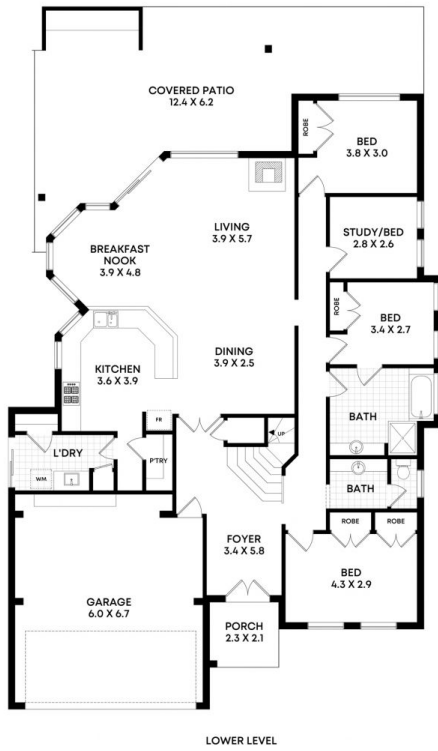 COVERED PATIO
12.4 X 6.2
ROBE
BED
3.8 X 3.0
LIVING
3.9 X 5.7
STUDY/BED
2.8 X 2.6
BREAKFAST
NOOK
3.9 X 4.8
ROBE
BED
3.4 X 2.7
DINING
3.9 X 2.5
KITCHEN
3.6 X 3.9
BATH
FR
UP
L'DRY
P'TRY
WM
BATH
ROBE
ROBE
FOYER
3.4 X 5.8
BED
4.3 X 2.9
GARAGE
6.0 X 6.7
PORCH
2.3 X 2.1
LOWER LEVEL